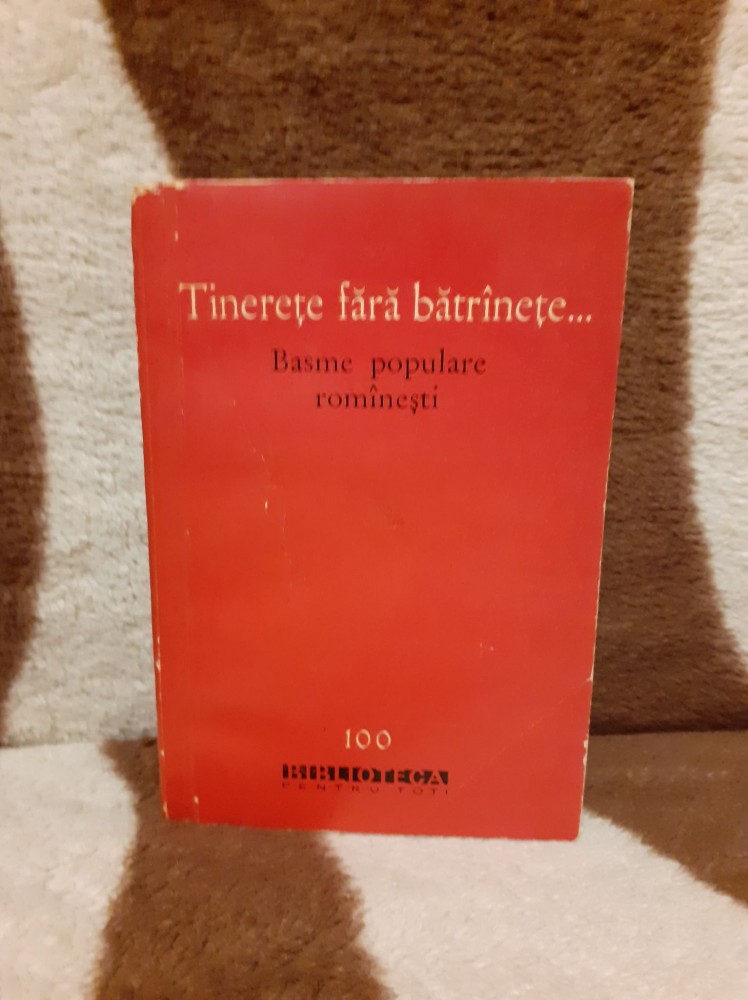 Tinerețe fără bătrînețe...
Basme populare
romînești
100
BIBLIOTECA
PENTRU TOȚI